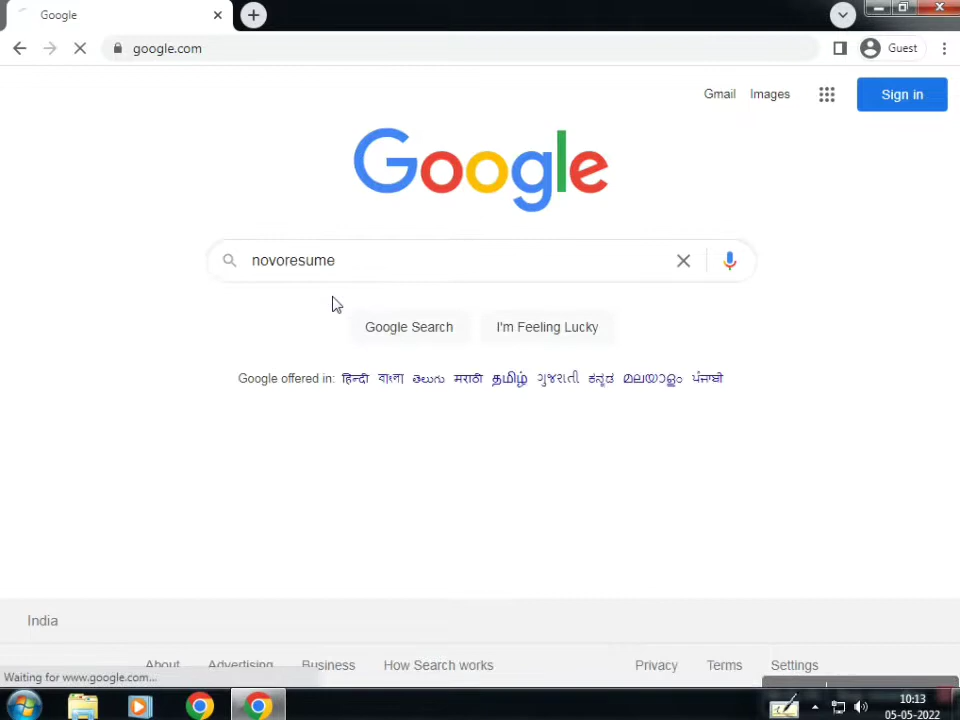 Google
google.com
Guest
Gmail Images Sign in
Google
novoresume
Google Search I'm Feeling Lucky
Google offered in: हिन्दी বাংলা తెలుగు मराठी தமிழ் ગુજરાતી ಕನ್ನಡ മലയാളം ਪੰਜਾਬੀ
India
About Advertising Business How Search works Privacy Terms Settings
Waiting for www.google.com...
10:13
05-05-2022